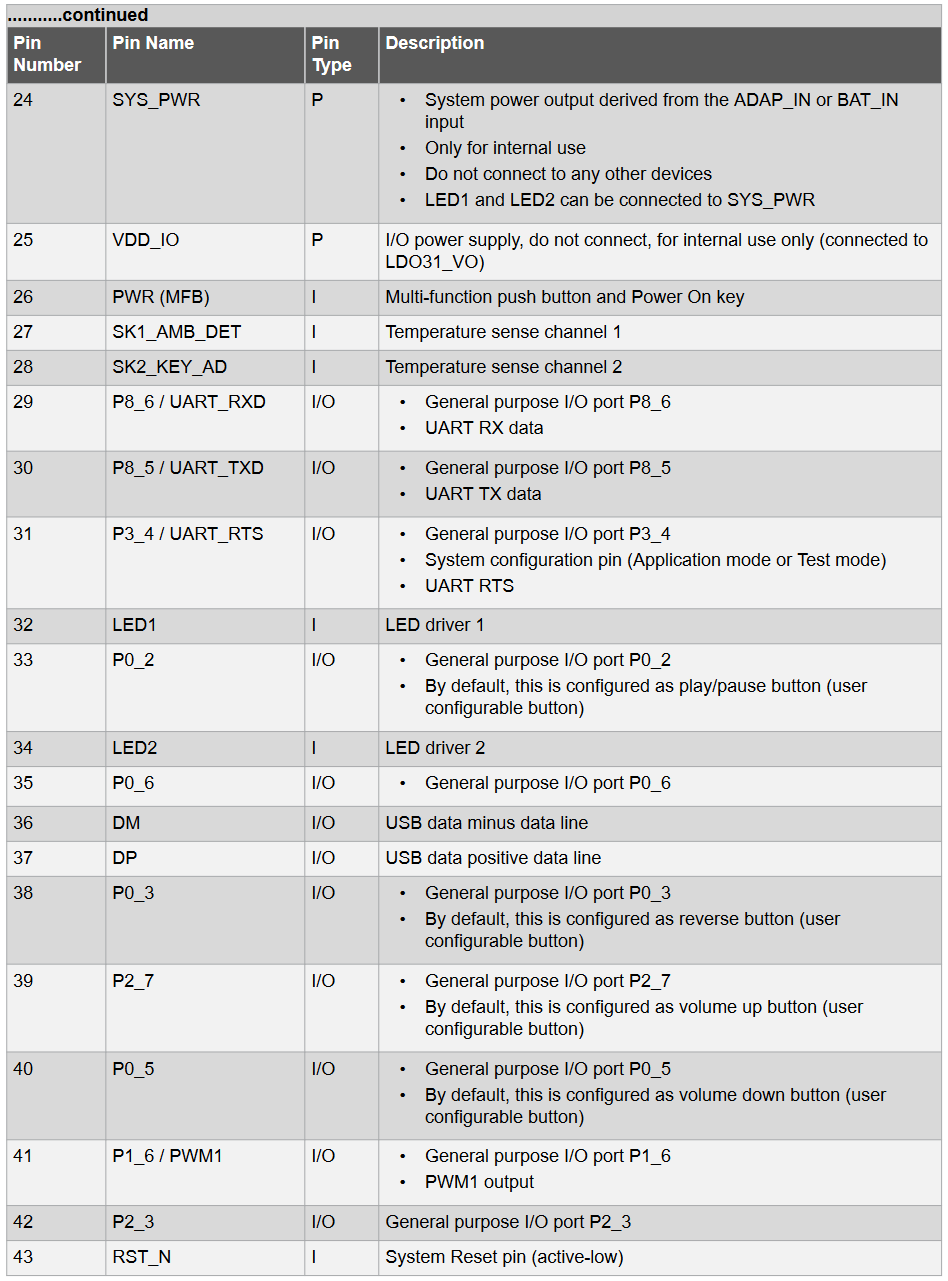 ...........continued
Pin Number Pin Name Pin Type Description
24 SYS_PWR P • System power output derived from the ADAP_IN or BAT_IN
input
• Only for internal use
• Do not connect to any other devices
• LED1 and LED2 can be connected to SYS_PWR
25 VDD_IO P I/O power supply, do not connect, for internal use only (connected to
LDO31_VO)
26 PWR (MFB) I Multi-function push button and Power On key
27 SK1_AMB_DET I Temperature sense channel 1
28 SK2_KEY_AD I Temperature sense channel 2
29 P8_6 / UART_RXD I/O • General purpose I/O port P8_6
• UART RX data
30 P8_5 / UART_TXD I/O • General purpose I/O port P8_5
• UART TX data
31 P3_4 / UART_RTS I/O • General purpose I/O port P3_4
• System configuration pin (Application mode or Test mode)
• UART RTS
32 LED1 I LED driver 1
33 P0_2 I/O • General purpose I/O port P0_2
• By default, this is configured as play/pause button (user
configurable button)
34 LED2 I LED driver 2
35 P0_6 I/O • General purpose I/O port P0_6
36 DM I/O USB data minus data line
37 DP I/O USB data positive data line
38 P0_3 I/O • General purpose I/O port P0_3
• By default, this is configured as reverse button (user
configurable button)
39 P2_7 I/O • General purpose I/O port P2_7
• By default, this is configured as volume up button (user
configurable button)
40 P0_5 I/O • General purpose I/O port P0_5
• By default, this is configured as volume down button (user
configurable button)
41 P1_6 / PWM1 I/O • General purpose I/O port P1_6
• PWM1 output
42 P2_3 I/O General purpose I/O port P2_3
43 RST_N I System Reset pin (active-low)